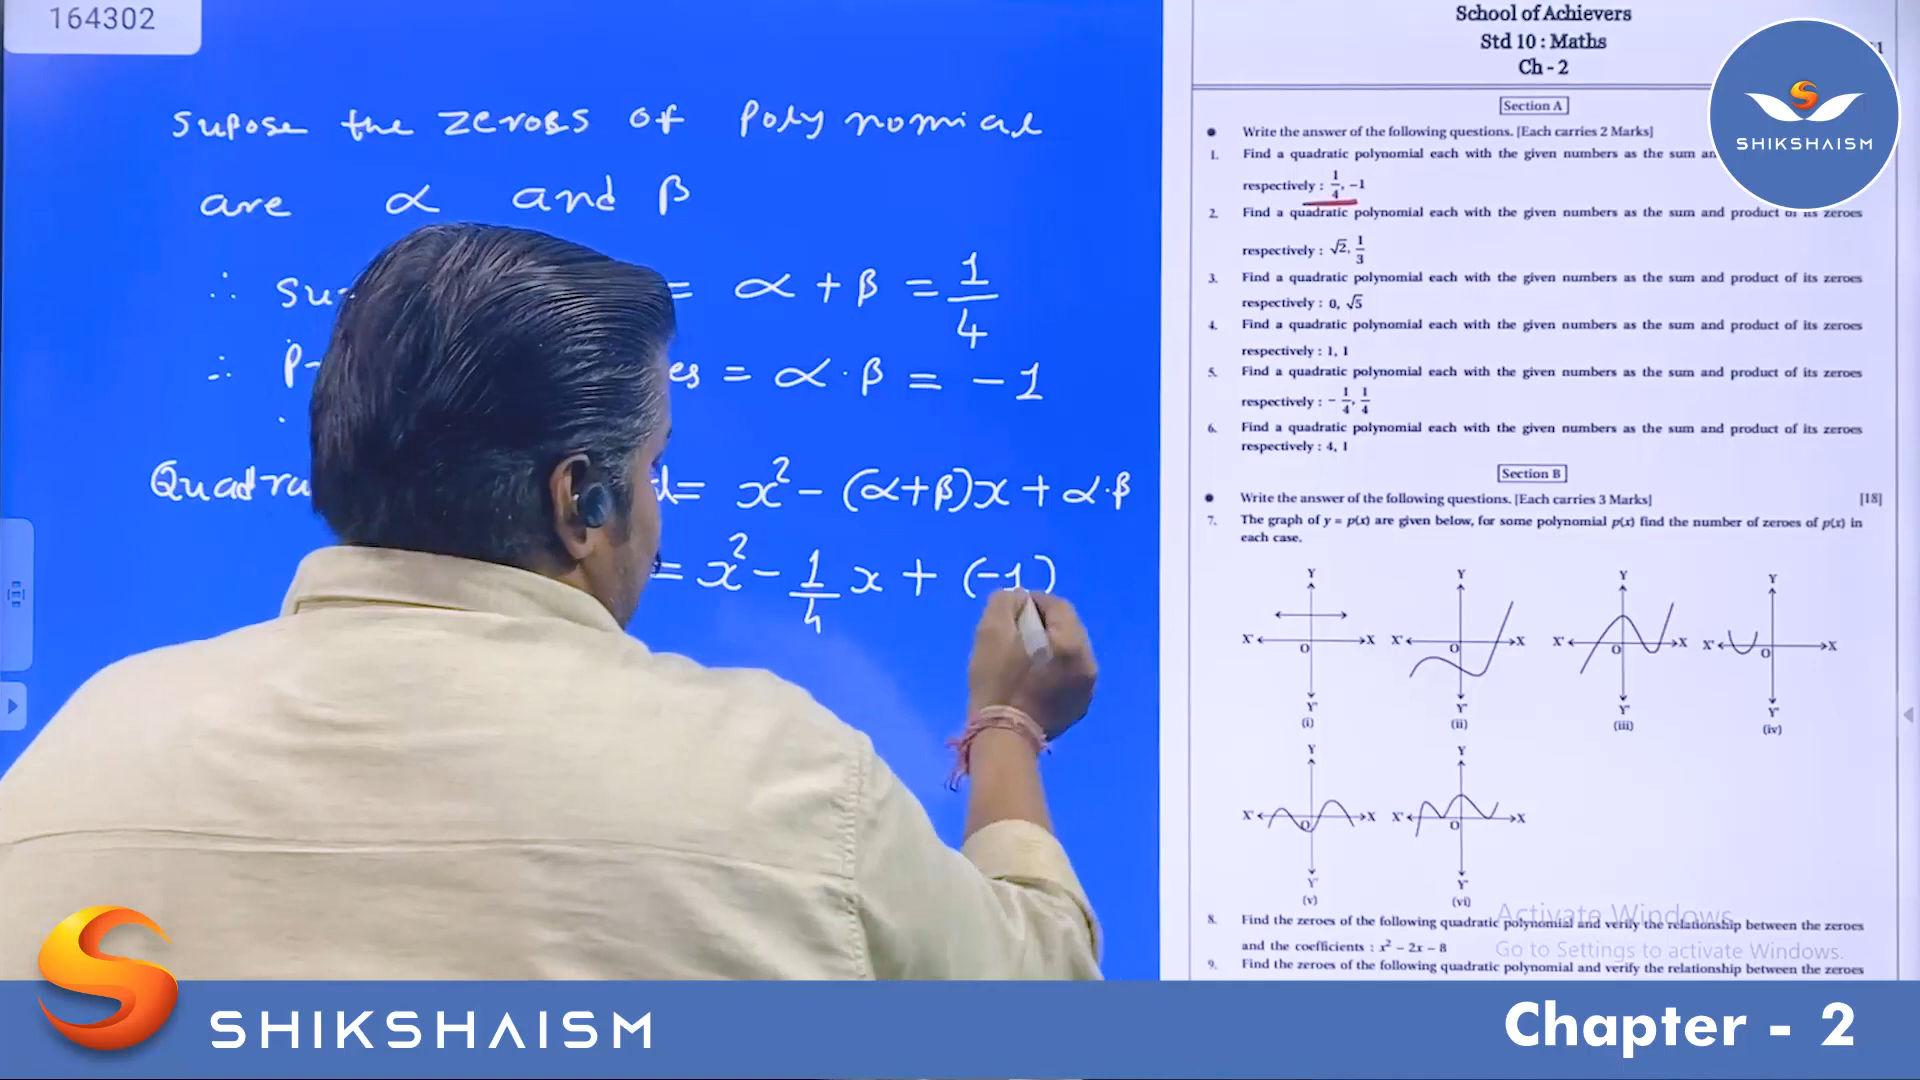 164302
Supose the zeroes of Polynomial
are α and β
∴ = α + β = 1/4
∴ = α · β = -1
= x² - (α+β)x + α·β
= x² - 1/4 x + (-1)
School of Achievers
Std 10 : Maths
Ch - 2
Section A
● Write the answer of the following questions. [Each carries 2 Marks]
1. Find a quadratic polynomial each with the given numbers as the sum
respectively : 1/4, -1
2. Find a quadratic polynomial each with the given numbers as the sum and product of its zeroes
respectively : √2, 1/3
3. Find a quadratic polynomial each with the given numbers as the sum and product of its zeroes
respectively : 0, √5
4. Find a quadratic polynomial each with the given numbers as the sum and product of its zeroes
respectively : 1, 1
5. Find a quadratic polynomial each with the given numbers as the sum and product of its zeroes
respectively : - 1/4, 1/4
6. Find a quadratic polynomial each with the given numbers as the sum and product of its zeroes
respectively : 4, 1
Section B
● Write the answer of the following questions. [Each carries 3 Marks] [18]
7. The graph of y = p(x) are given below, for some polynomial p(x) find the number of zeroes of p(x) in
each case.
Y Y Y Y
X' O X X' O X X' O X X' O X
Y' Y' Y' Y'
(i) (ii) (iii) (iv)
Y Y
X' O X X' O X
Y' Y'
(v) (vi)
8. Find the zeroes of the following quadratic polynomial and verify the relationship between the zeroes
and the coefficients : x² - 2x - 8
9. Find the zeroes of the following quadratic polynomial and verify the relationship between the zeroes
Activate Windows
Go to Settings to activate Windows.
SHIKSHAISM
SHIKSHAISM
Chapter - 2